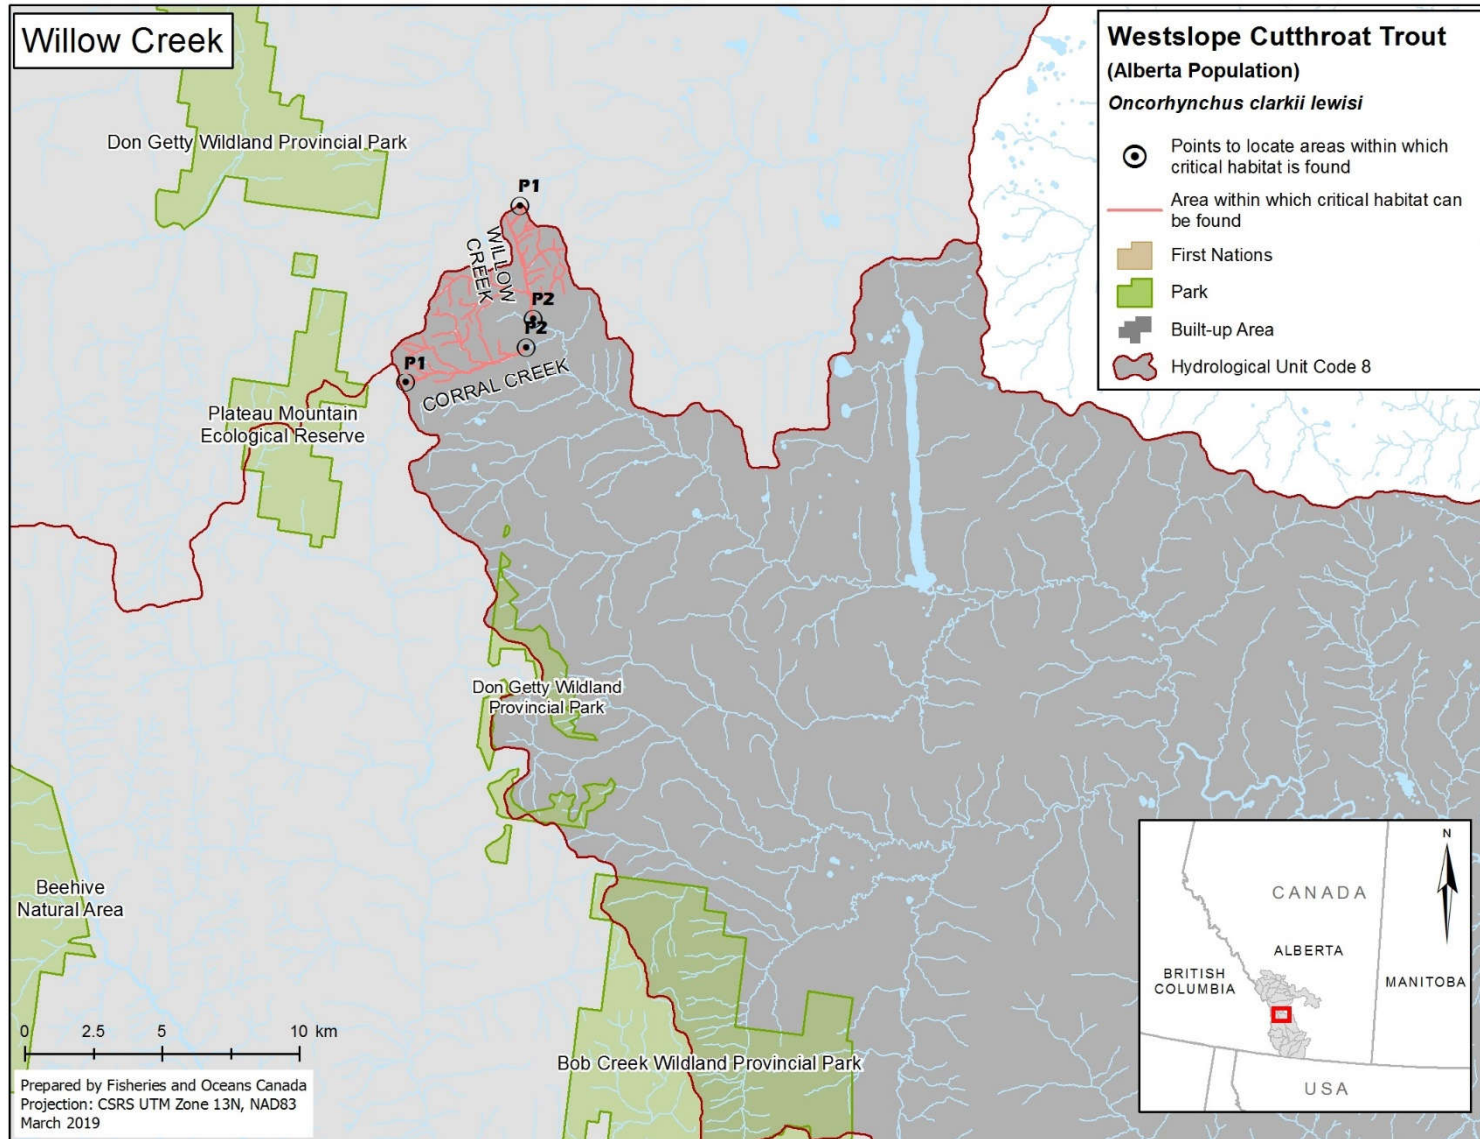 Willow Creek
Westslope Cutthroat Trout
(Alberta Population)
Oncorhynchus clarkii lewisi
Points to locate areas within which
critical habitat is found
Area within which critical habitat can
be found
First Nations
Park
Built-up Area
Hydrological Unit Code 8
Don Getty Wildland Provincial Park
P1
WILLOW
CREEK
P2
P2
P1
CORRAL CREEK
Plateau Mountain
Ecological Reserve
Don Getty Wildland
Provincial Park
Beehive
Natural Area
Bob Creek Wildland Provincial Park
0 2.5 5 10 km
Prepared by Fisheries and Oceans Canada
Projection: CSRS UTM Zone 13N, NAD83
March 2019
N
CANADA
ALBERTA
BRITISH
COLUMBIA
MANITOBA
USA